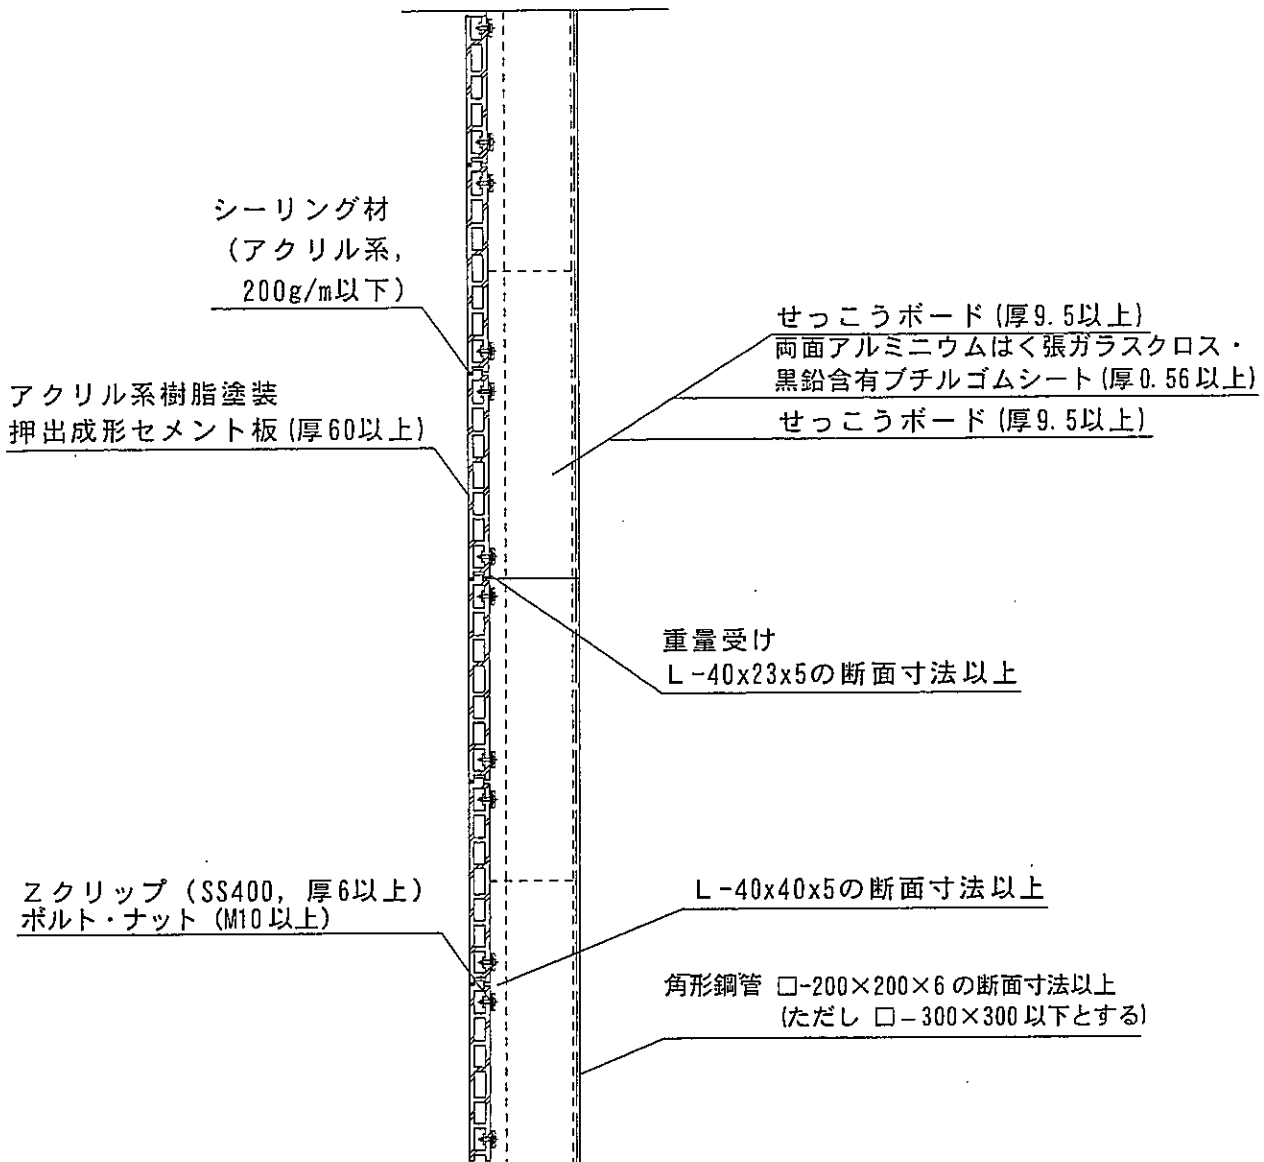 シーリング材
(アクリル系,
200g/m以下)
せっこうボード(厚9.5以上)
両面アルミニウムはく張ガラスクロス・
黒鉛含有ブチルゴムシート(厚0.56以上)
せっこうボード(厚9.5以上)
アクリル系樹脂塗装
押出成形セメント板(厚60以上)
重量受け
L-40x23x5の断面寸法以上
Zクリップ(SS400, 厚6以上)
ボルト・ナット(M10以上)
L-40x40x5の断面寸法以上
角形鋼管 □-200×200×6の断面寸法以上
(ただし □-300×300以下とする)